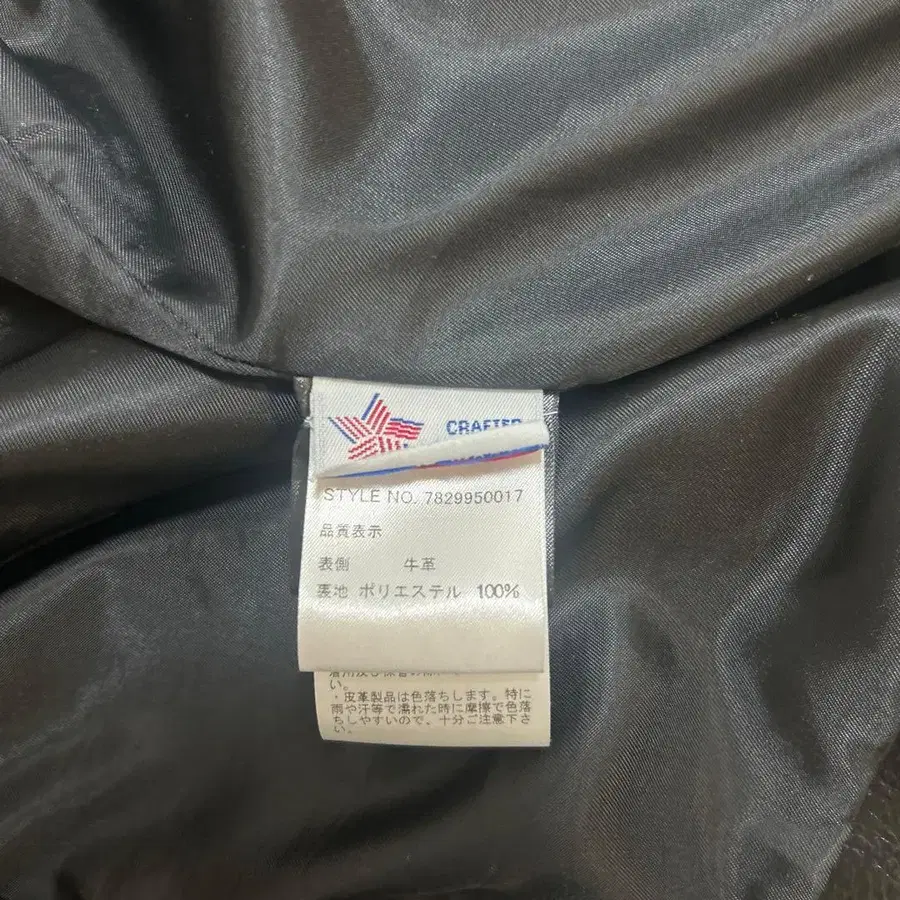 CRAFTED
STYLE NO. 7829950017
品質表示
表側 牛革
裏地 ポリエステル 100%
い。
・皮革製品は色落ちします。特に
雨や汗等で濡れた時に摩擦で色落
ちしやすいので、十分ご注意下さ
い。